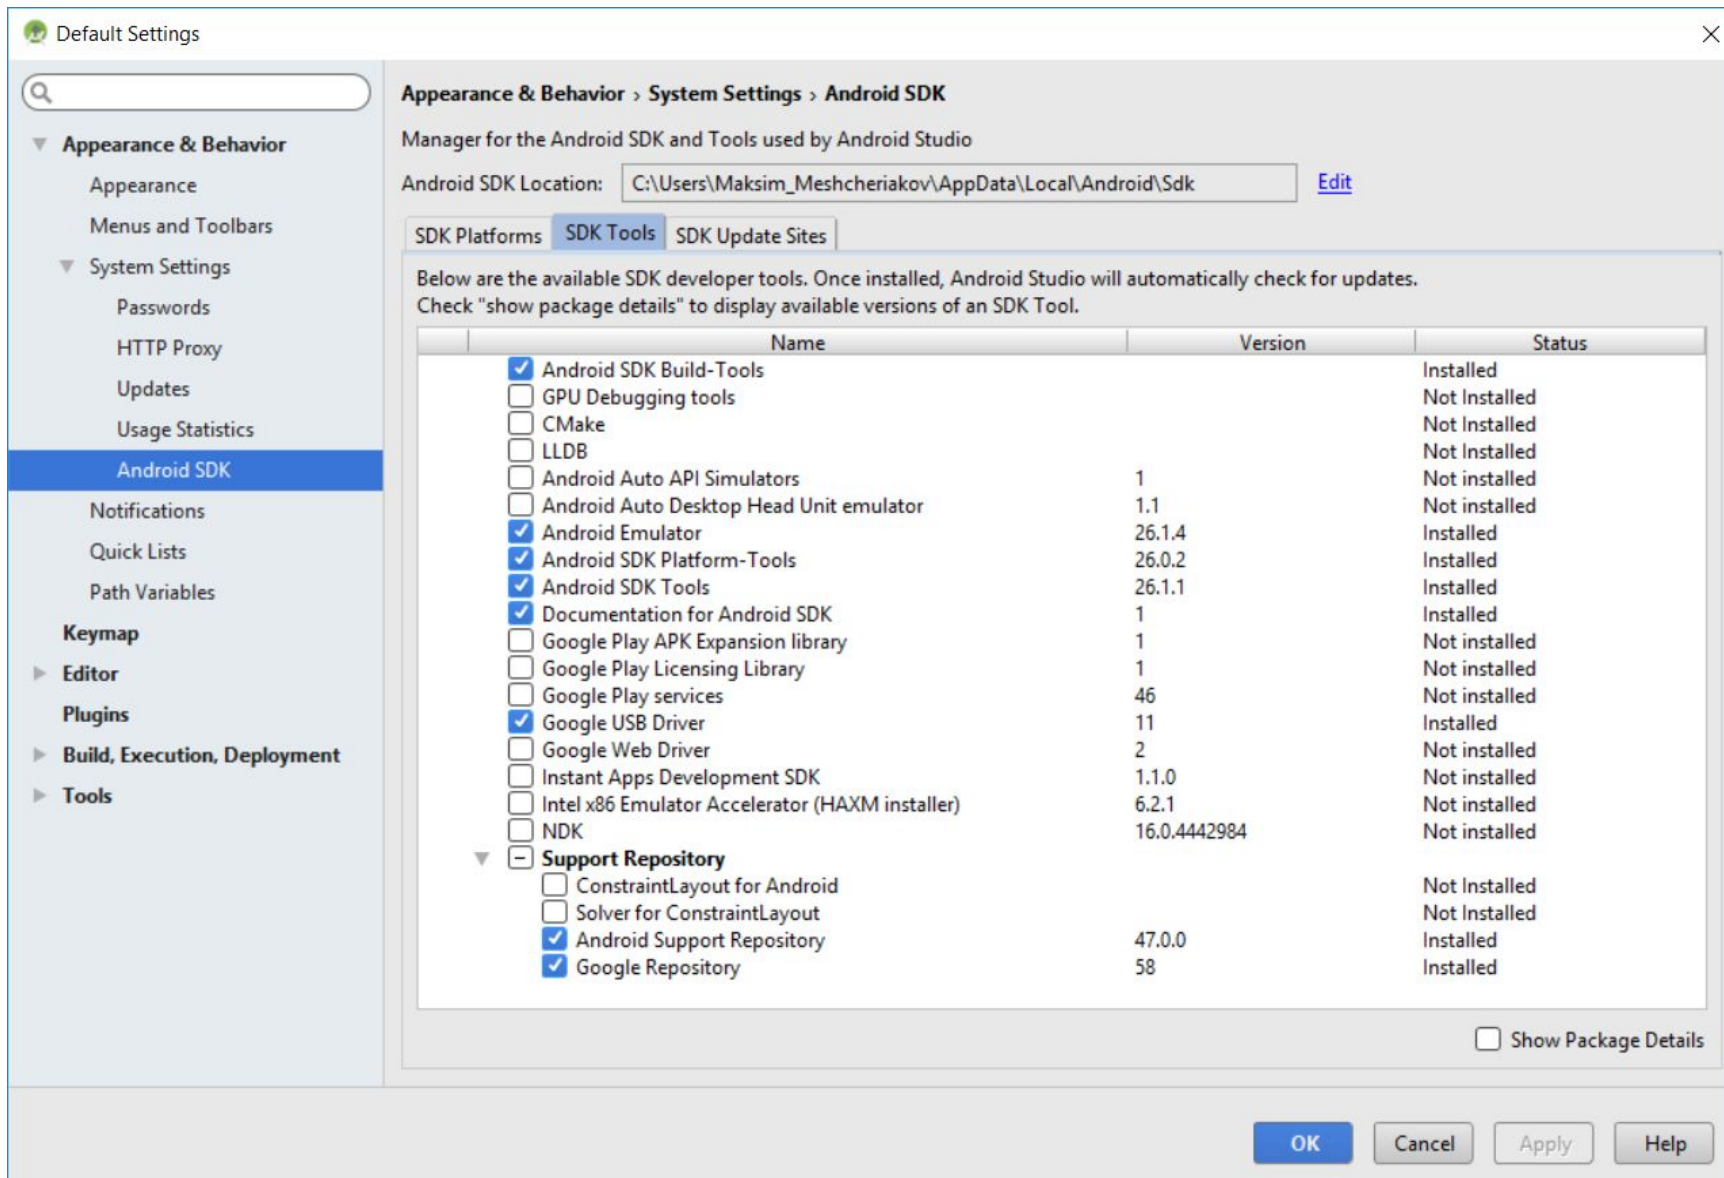 Default Settings
Appearance & Behavior › System Settings › Android SDK
Manager for the Android SDK and Tools used by Android Studio
Android SDK Location: C:\Users\Maksim_Meshcheriakov\AppData\Local\Android\Sdk Edit
Appearance & Behavior
Appearance
Menus and Toolbars
System Settings
Passwords
HTTP Proxy
Updates
Usage Statistics
Android SDK
Notifications
Quick Lists
Path Variables
Keymap
Editor
Plugins
Build, Execution, Deployment
Tools
SDK Platforms SDK Tools SDK Update Sites
Below are the available SDK developer tools. Once installed, Android Studio will automatically check for updates.
Check "show package details" to display available versions of an SDK Tool.
Name Version Status
Android SDK Build-Tools Installed
GPU Debugging tools Not Installed
CMake Not Installed
LLDB Not Installed
Android Auto API Simulators 1 Not installed
Android Auto Desktop Head Unit emulator 1.1 Not installed
Android Emulator 26.1.4 Installed
Android SDK Platform-Tools 26.0.2 Installed
Android SDK Tools 26.1.1 Installed
Documentation for Android SDK 1 Installed
Google Play APK Expansion library 1 Not installed
Google Play Licensing Library 1 Not installed
Google Play services 46 Not installed
Google USB Driver 11 Installed
Google Web Driver 2 Not installed
Instant Apps Development SDK 1.1.0 Not installed
Intel x86 Emulator Accelerator (HAXM installer) 6.2.1 Not installed
NDK 16.0.4442984 Not installed
Support Repository
ConstraintLayout for Android Not Installed
Solver for ConstraintLayout Not Installed
Android Support Repository 47.0.0 Installed
Google Repository 58 Installed
Show Package Details
OK Cancel Apply Help